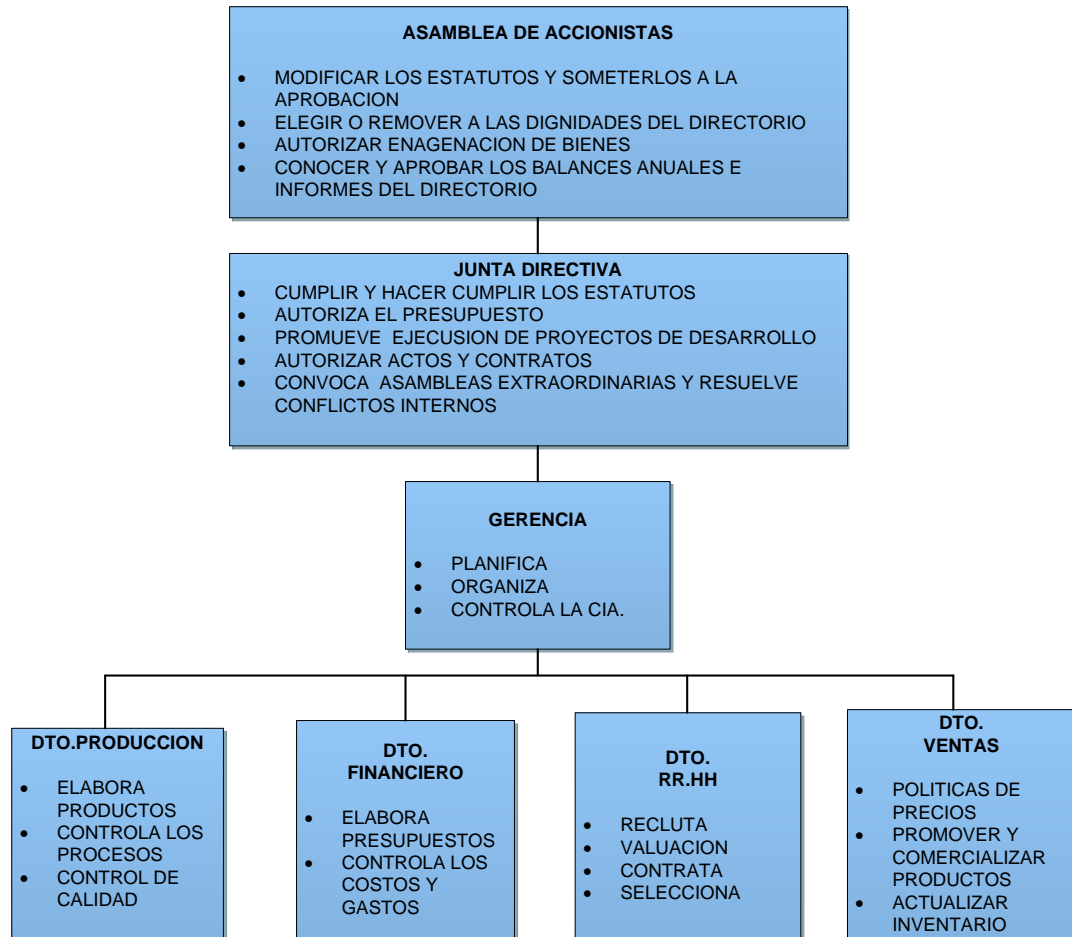 ASAMBLEA DE ACCIONISTAS
• MODIFICAR LOS ESTATUTOS Y SOMETERLOS A LA
APROBACION
• ELEGIR O REMOVER A LAS DIGNIDADES DEL DIRECTORIO
• AUTORIZAR ENAGENACION DE BIENES
• CONOCER Y APROBAR LOS BALANCES ANUALES E
INFORMES DEL DIRECTORIO
JUNTA DIRECTIVA
• CUMPLIR Y HACER CUMPLIR LOS ESTATUTOS
• AUTORIZA EL PRESUPUESTO
• PROMUEVE EJECUSION DE PROYECTOS DE DESARROLLO
• AUTORIZAR ACTOS Y CONTRATOS
• CONVOCA ASAMBLEAS EXTRAORDINARIAS Y RESUELVE
CONFLICTOS INTERNOS
GERENCIA
• PLANIFICA
• ORGANIZA
• CONTROLA LA CIA.
DTO.PRODUCCION
• ELABORA
PRODUCTOS
• CONTROLA LOS
PROCESOS
• CONTROL DE
CALIDAD
DTO.
FINANCIERO
• ELABORA
PRESUPUESTOS
• CONTROLA LOS
COSTOS Y
GASTOS
DTO.
RR.HH
• RECLUTA
• VALUACION
• CONTRATA
• SELECCIONA
DTO.
VENTAS
• POLITICAS DE
PRECIOS
• PROMOVER Y
COMERCIALIZAR
PRODUCTOS
• ACTUALIZAR
INVENTARIO